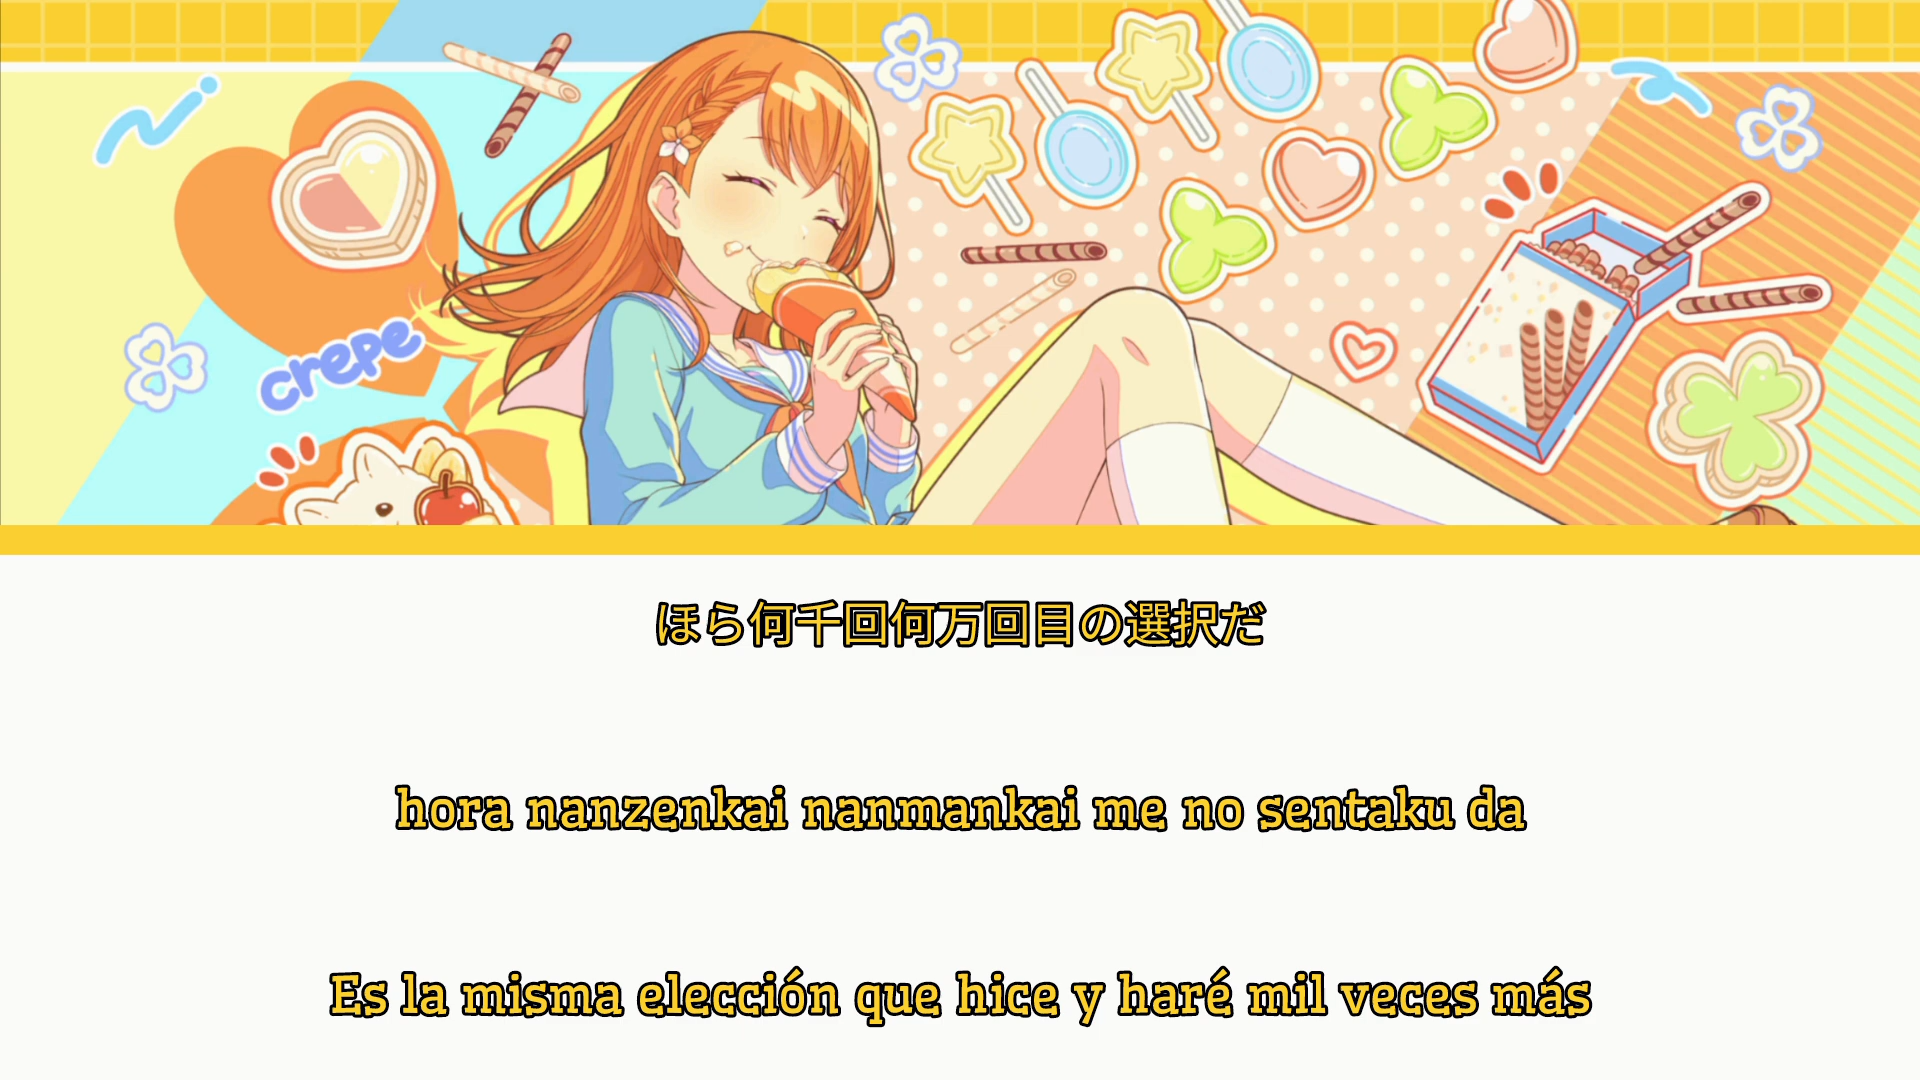 crepe
ほら何千回何万回目の選択だ
hora nanzenkai nanmankai me no sentaku da
Es la misma elección que hice y haré mil veces más